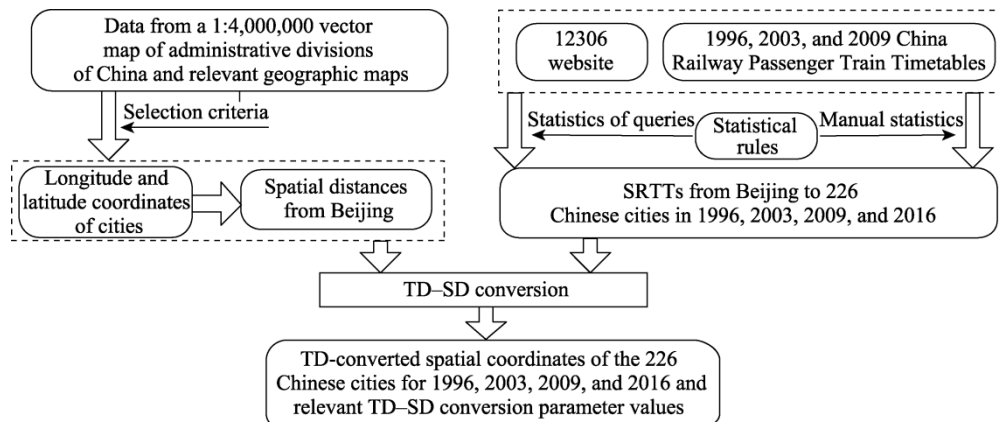 Data from a 1:4,000,000 vector
map of administrative divisions
of China and relevant geographic maps
Selection criteria
Longitude and
latitude coordinates
of cities
Spatial distances
from Beijing
12306
website
1996, 2003, and 2009 China
Railway Passenger Train Timetables
Statistics of queries
Statistical
rules
Manual statistics
SRTTs from Beijing to 226
Chinese cities in 1996, 2003, 2009, and 2016
TD–SD conversion
TD-converted spatial coordinates of the 226
Chinese cities for 1996, 2003, 2009, and 2016 and
relevant TD–SD conversion parameter values